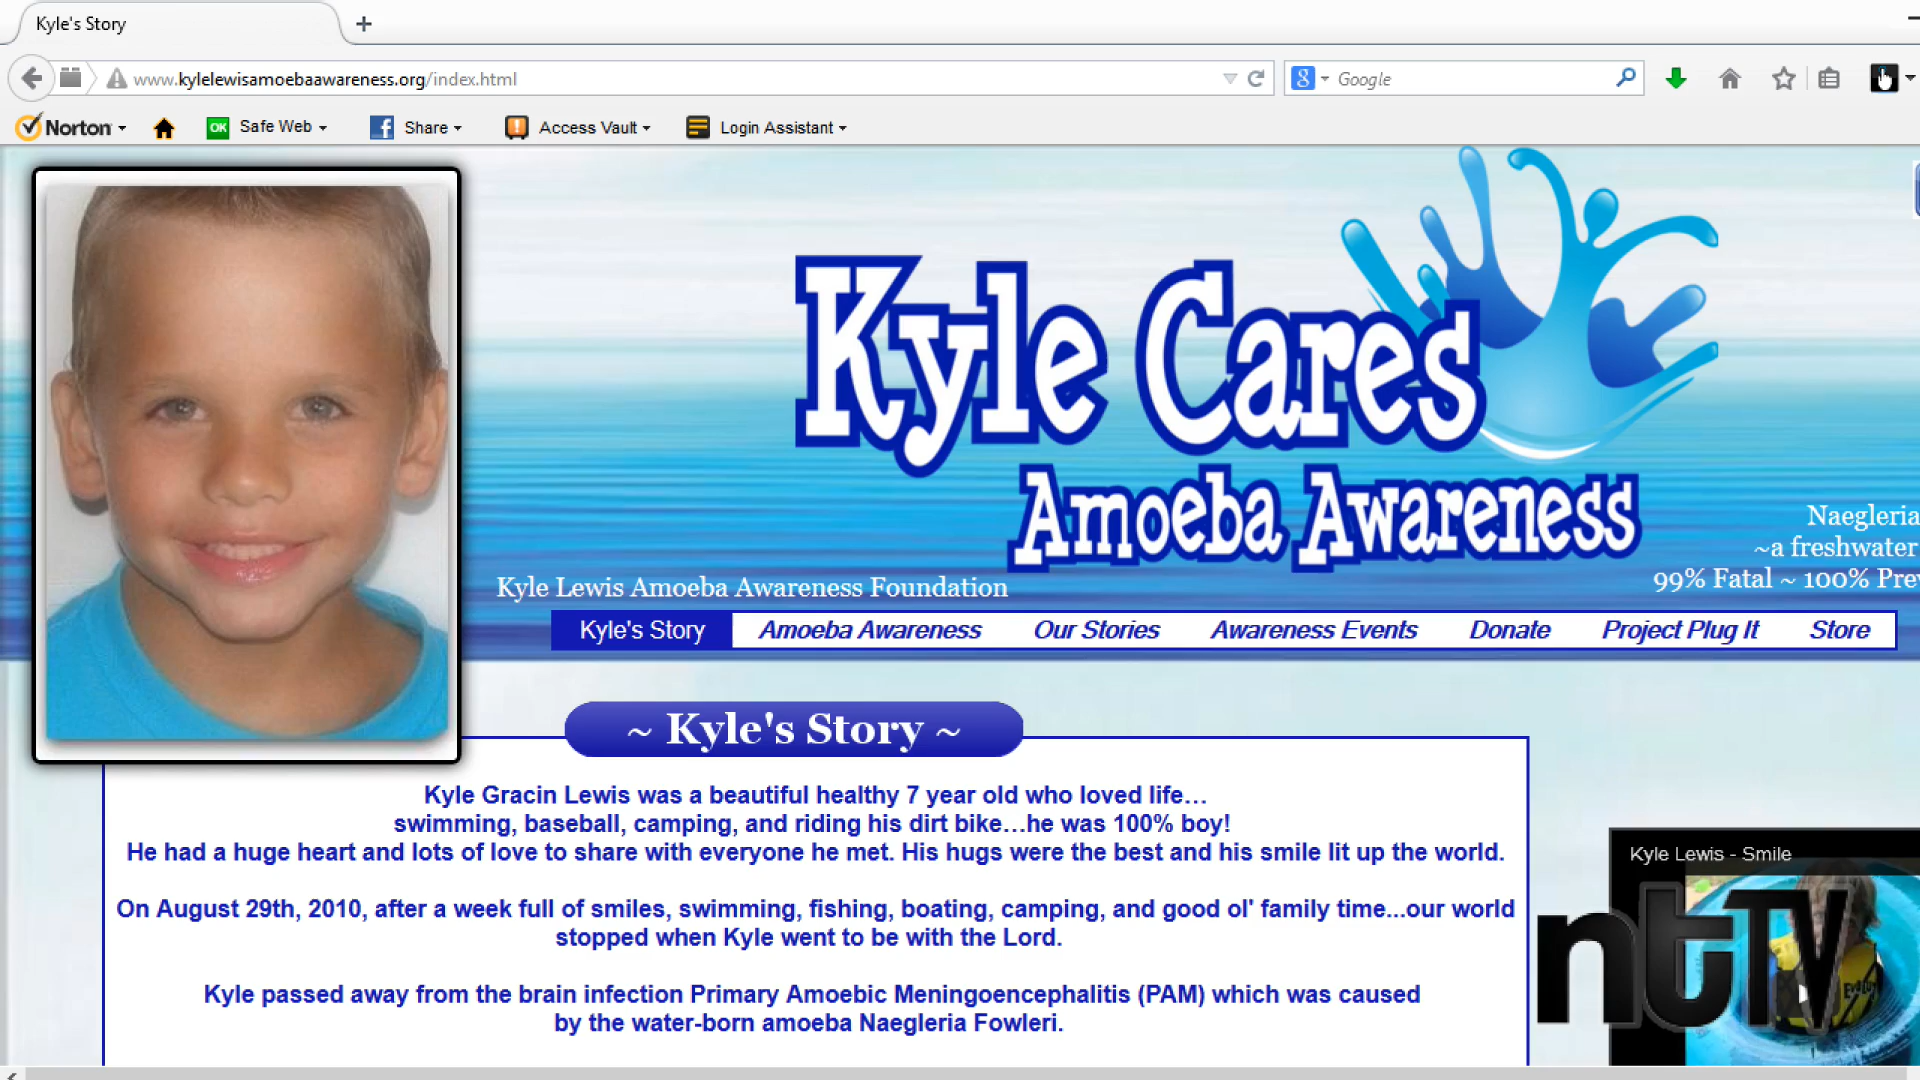 Kyle's Story
www.kylelewisamoebaawareness.org/index.html
Google
Norton
OK Safe Web
Share
Access Vault
Login Assistant
Kyle Cares
Amoeba Awareness
Naegleria
~a freshwater
99% Fatal ~ 100% Prev
Kyle Lewis Amoeba Awareness Foundation
Kyle's Story Amoeba Awareness Our Stories Awareness Events Donate Project Plug It Store
~ Kyle's Story ~
Kyle Gracin Lewis was a beautiful healthy 7 year old who loved life…
swimming, baseball, camping, and riding his dirt bike…he was 100% boy!
He had a huge heart and lots of love to share with everyone he met. His hugs were the best and his smile lit up the world.
On August 29th, 2010, after a week full of smiles, swimming, fishing, boating, camping, and good ol' family time...our world
stopped when Kyle went to be with the Lord.
Kyle passed away from the brain infection Primary Amoebic Meningoencephalitis (PAM) which was caused
by the water-born amoeba Naegleria Fowleri.
Kyle Lewis - Smile
ntTV